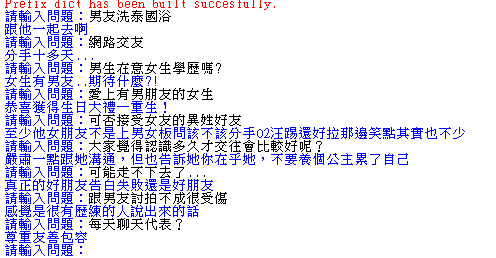 Prefix dict has been built succesfully.
請輸入問題：男友洗泰國浴
跟他一起去啊
請輸入問題：網路交友
分手十多天...
請輸入問題：男生在意女生學歷嗎?
女生有男友..期待什麼?!
請輸入問題：愛上有男朋友的女生
恭喜獲得生日大禮一重生！
請輸入問題：可否接受女友的異姓好友
至少他女朋友不是上男女板問該不該分手02汪踢還好拉那邊笑點其實也不少
請輸入問題：大家覺得認識多久才交往會比較好呢？
嚴肅一點跟她溝通，但也告訴她你在乎她，不要養個公主累了自己
請輸入問題：可能走不下去了...
真正的好朋友告白失敗還是好朋友
請輸入問題：跟男友討拍不成很受傷
感覺是很有歷練的人說出來的話
請輸入問題：每天聊天代表？
尊重友善包容
請輸入問題：